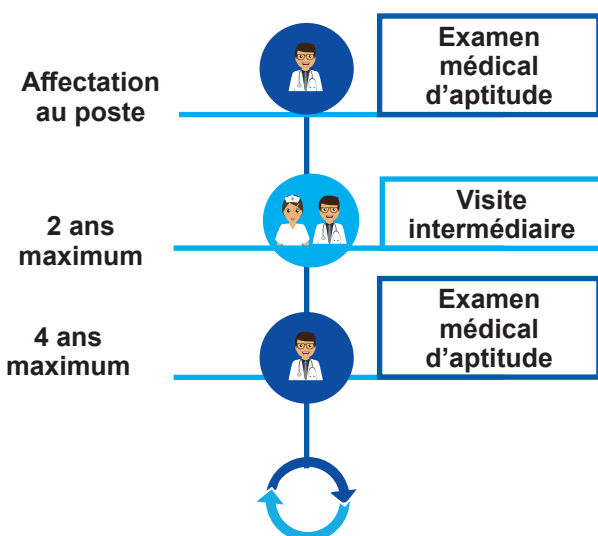 Affectation
au poste
Examen
médical
d’aptitude
2 ans
maximum
Visite
intermédiaire
4 ans
maximum
Examen
médical
d’aptitude